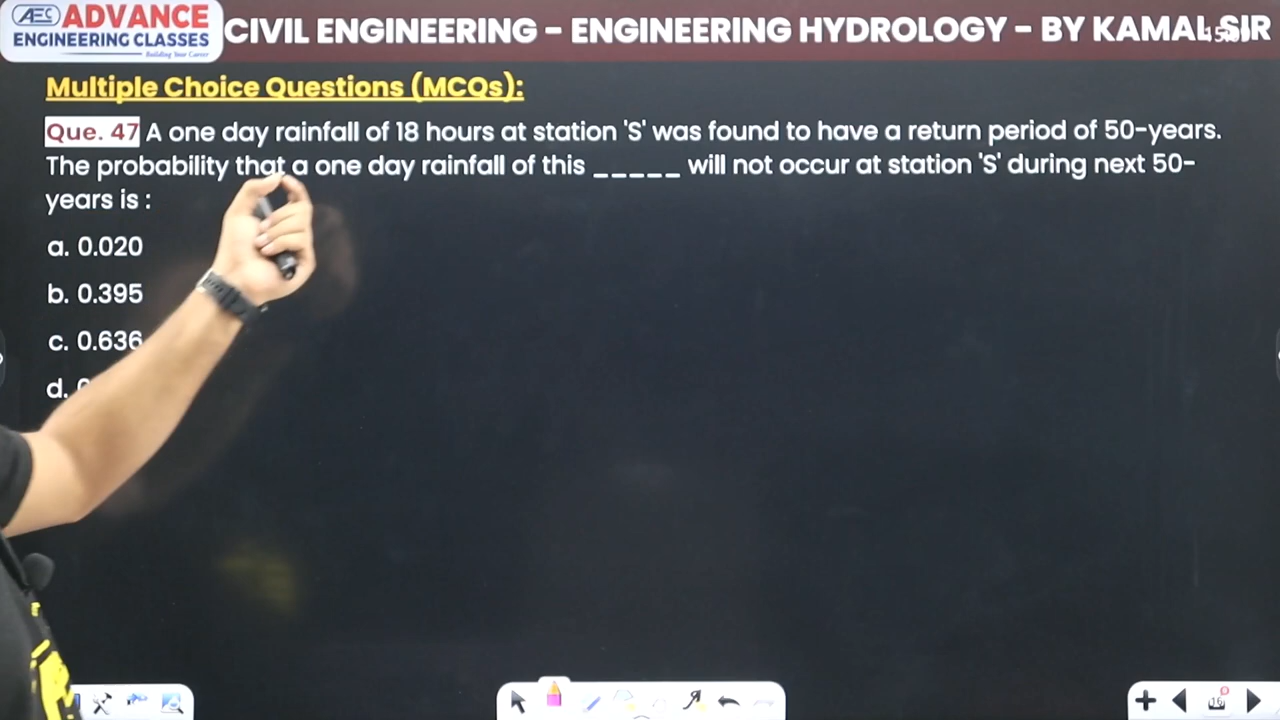 AEC ADVANCE
ENGINEERING CLASSES
Building Your Career
CIVIL ENGINEERING - ENGINEERING HYDROLOGY - BY KAMAL SIR
Multiple Choice Questions (MCQs):
Que. 47 A one day rainfall of 18 hours at station 'S' was found to have a return period of 50-years.
The probability that a one day rainfall of this _____ will not occur at station 'S' during next 50-
years is :
a. 0.020
b. 0.395
c. 0.636
d.